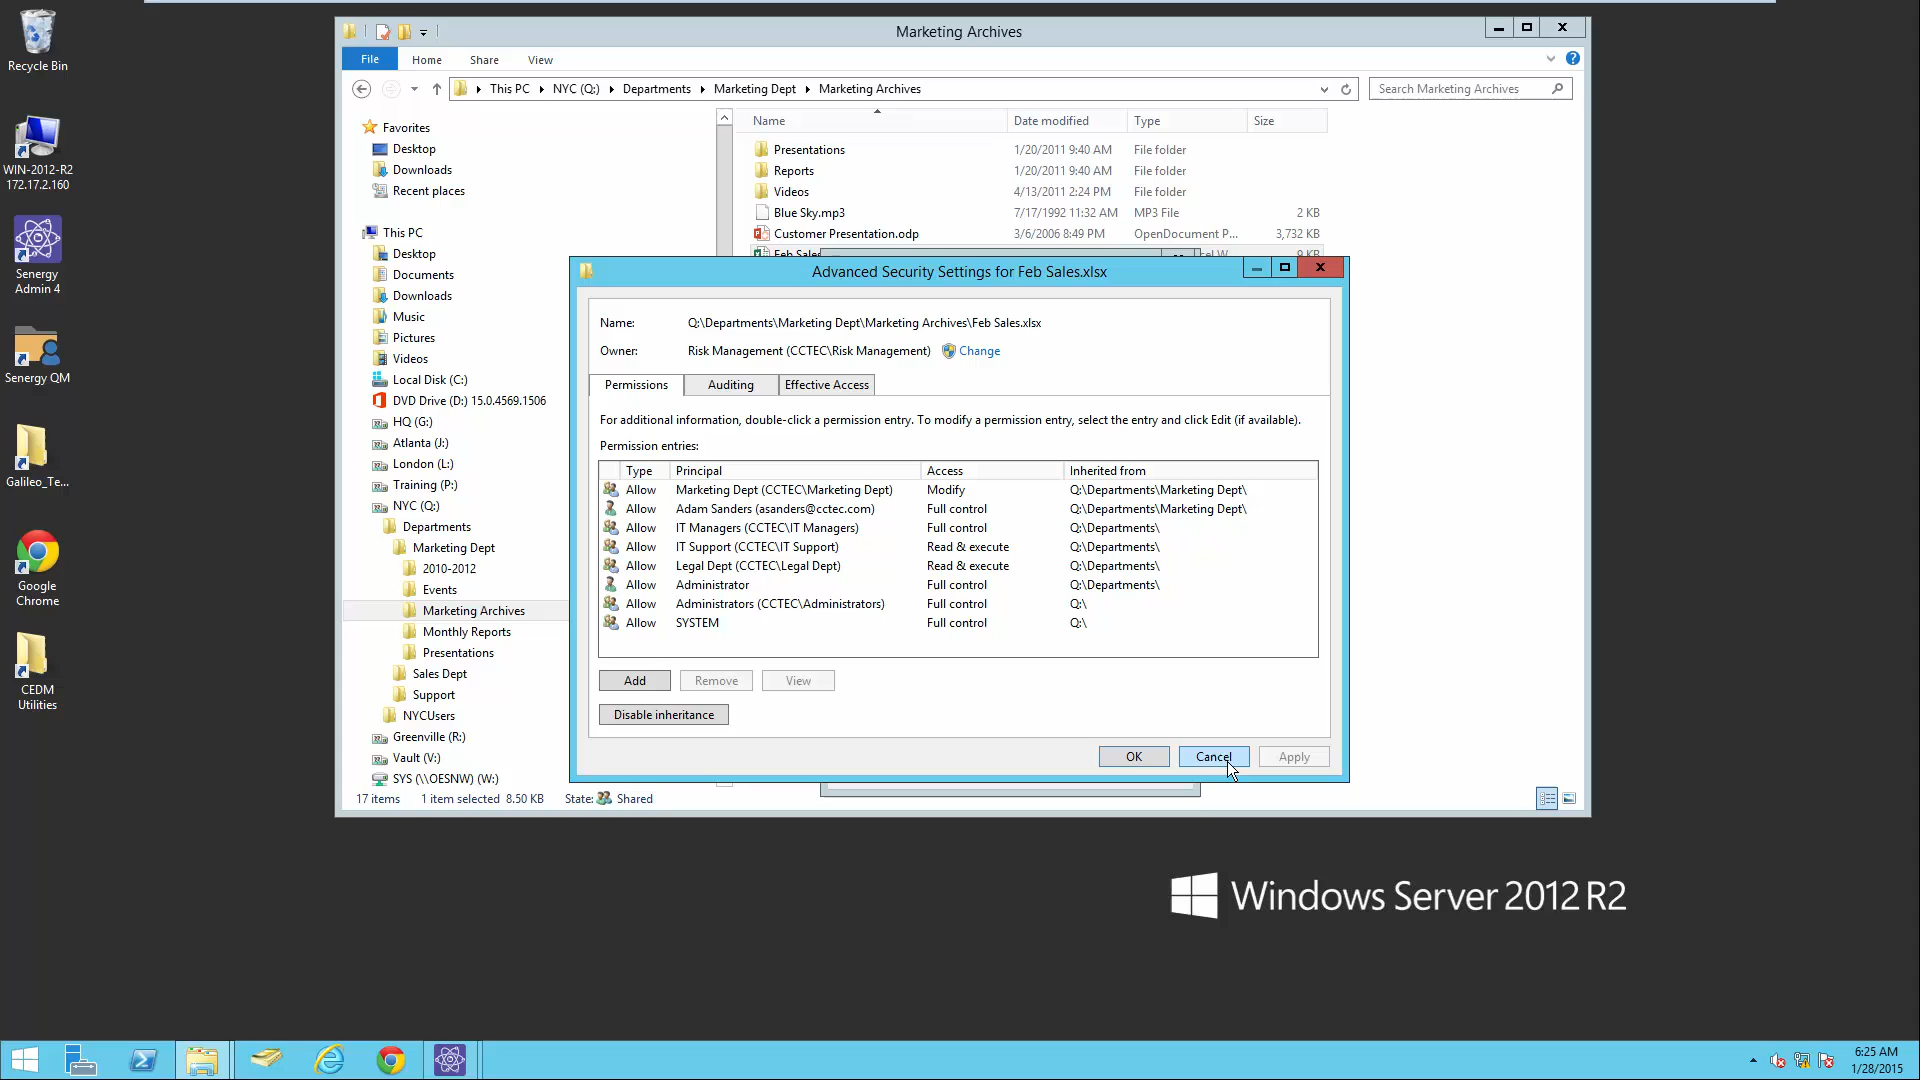 Recycle Bin
WIN-2012-R2
172.17.2.160
Senergy
Admin 4
Senergy QM
Galileo_Te...
Google
Chrome
CEDM
Utilities
Marketing Archives
File Home Share View
This PC NYC (Q:) Departments Marketing Dept Marketing Archives
Search Marketing Archives
Favorites
Desktop
Downloads
Recent places
This PC
Desktop
Documents
Downloads
Music
Pictures
Videos
Local Disk (C:)
DVD Drive (D:) 15.0.4569.1506
HQ (G:)
Atlanta (J:)
London (L:)
Training (P:)
NYC (Q:)
Departments
Marketing Dept
2010-2012
Events
Marketing Archives
Monthly Reports
Presentations
Sales Dept
Support
NYCUsers
Greenville (R:)
Vault (V:)
SYS (\\OESNW) (W:)
Name Date modified Type Size
Presentations 1/20/2011 9:40 AM File folder
Reports 1/20/2011 9:40 AM File folder
Videos 4/13/2011 2:24 PM File folder
Blue Sky.mp3 7/17/1992 11:32 AM MP3 File 2 KB
Customer Presentation.odp 3/6/2006 8:49 PM OpenDocument P... 3,732 KB
Feb Sales 9 KB
Advanced Security Settings for Feb Sales.xlsx
Name: Q:\Departments\Marketing Dept\Marketing Archives\Feb Sales.xlsx
Owner: Risk Management (CCTEC\Risk Management) Change
Permissions Auditing Effective Access
For additional information, double-click a permission entry. To modify a permission entry, select the entry and click Edit (if available).
Permission entries:
Type Principal Access Inherited from
Allow Marketing Dept (CCTEC\Marketing Dept) Modify Q:\Departments\Marketing Dept\
Allow Adam Sanders (asanders@cctec.com) Full control Q:\Departments\Marketing Dept\
Allow IT Managers (CCTEC\IT Managers) Full control Q:\Departments\
Allow IT Support (CCTEC\IT Support) Read & execute Q:\Departments\
Allow Legal Dept (CCTEC\Legal Dept) Read & execute Q:\Departments\
Allow Administrator Full control Q:\Departments\
Allow Administrators (CCTEC\Administrators) Full control Q:\
Allow SYSTEM Full control Q:\
Add Remove View
Disable inheritance
OK Cancel Apply
17 items 1 item selected 8.50 KB State: Shared
Windows Server 2012 R2
6:25 AM
1/28/2015